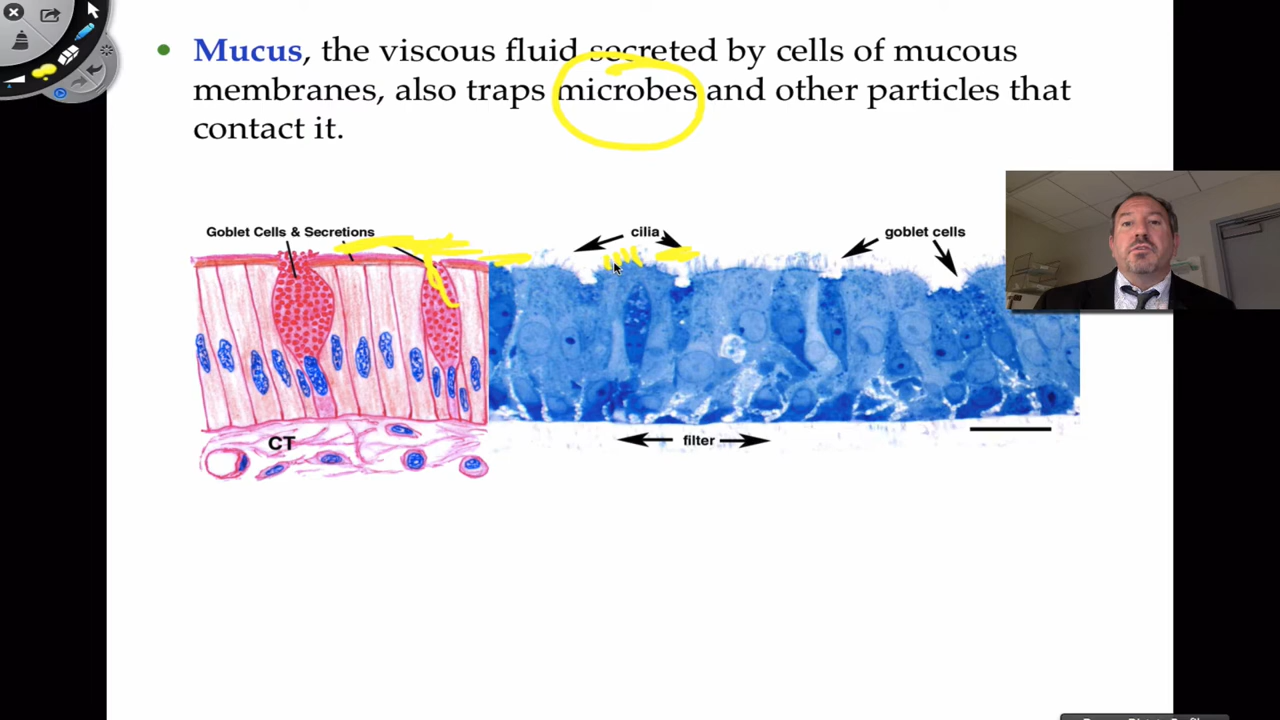 Mucus, the viscous fluid secreted by cells of mucous
membranes, also traps microbes and other particles that
contact it.
Goblet Cells & Secretions
cilia
goblet cells
CT
filter